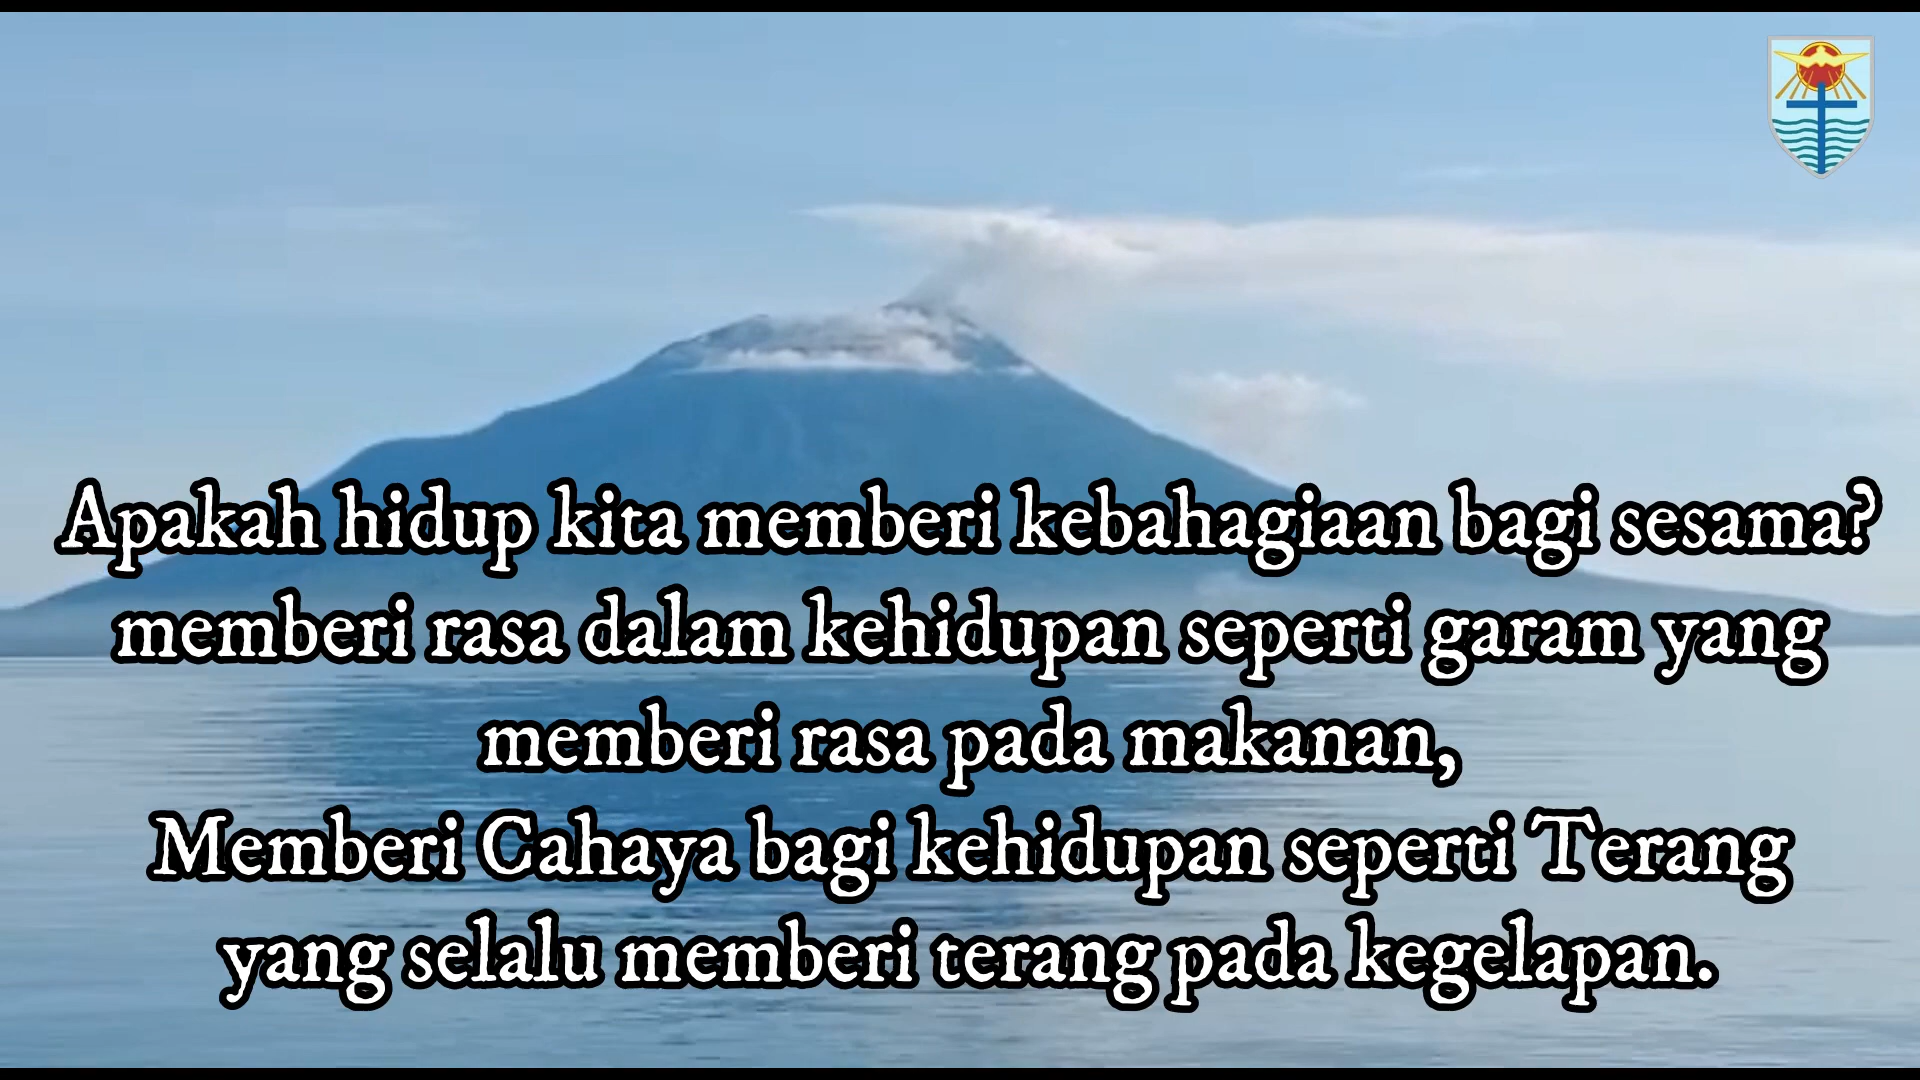 Apakah hidup kita memberi kebahagiaan bagi sesama?
memberi rasa dalam kehidupan seperti garam yang
memberi rasa pada makanan,
Memberi Cahaya bagi kehidupan seperti Terang
yang selalu memberi terang pada kegelapan.